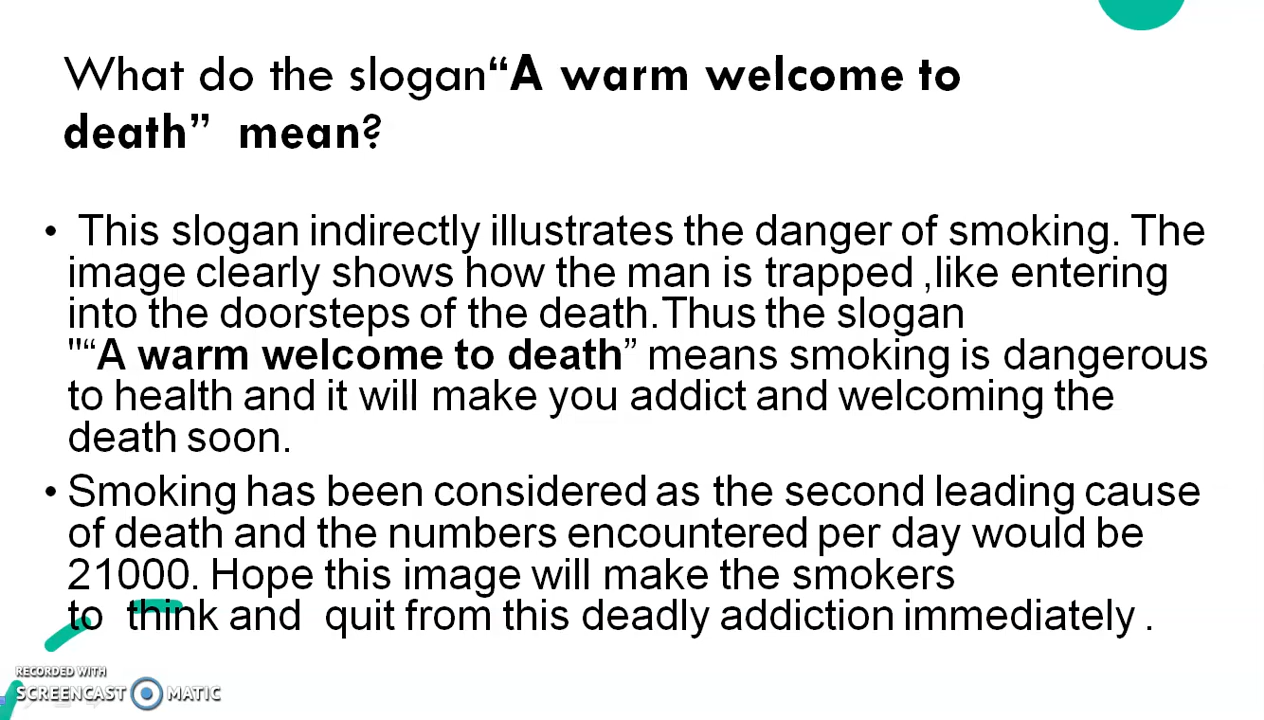 What do the slogan“A warm welcome to
death”  mean?
• This slogan indirectly illustrates the danger of smoking. The
image clearly shows how the man is trapped ,like entering
into the doorsteps of the death.Thus the slogan
"“A warm welcome to death” means smoking is dangerous
to health and it will make you addict and welcoming the
death soon.
• Smoking has been considered as the second leading cause
of death and the numbers encountered per day would be
21000. Hope this image will make the smokers
to  think and  quit from this deadly addiction immediately .
RECORDED WITH
SCREENCAST MATIC